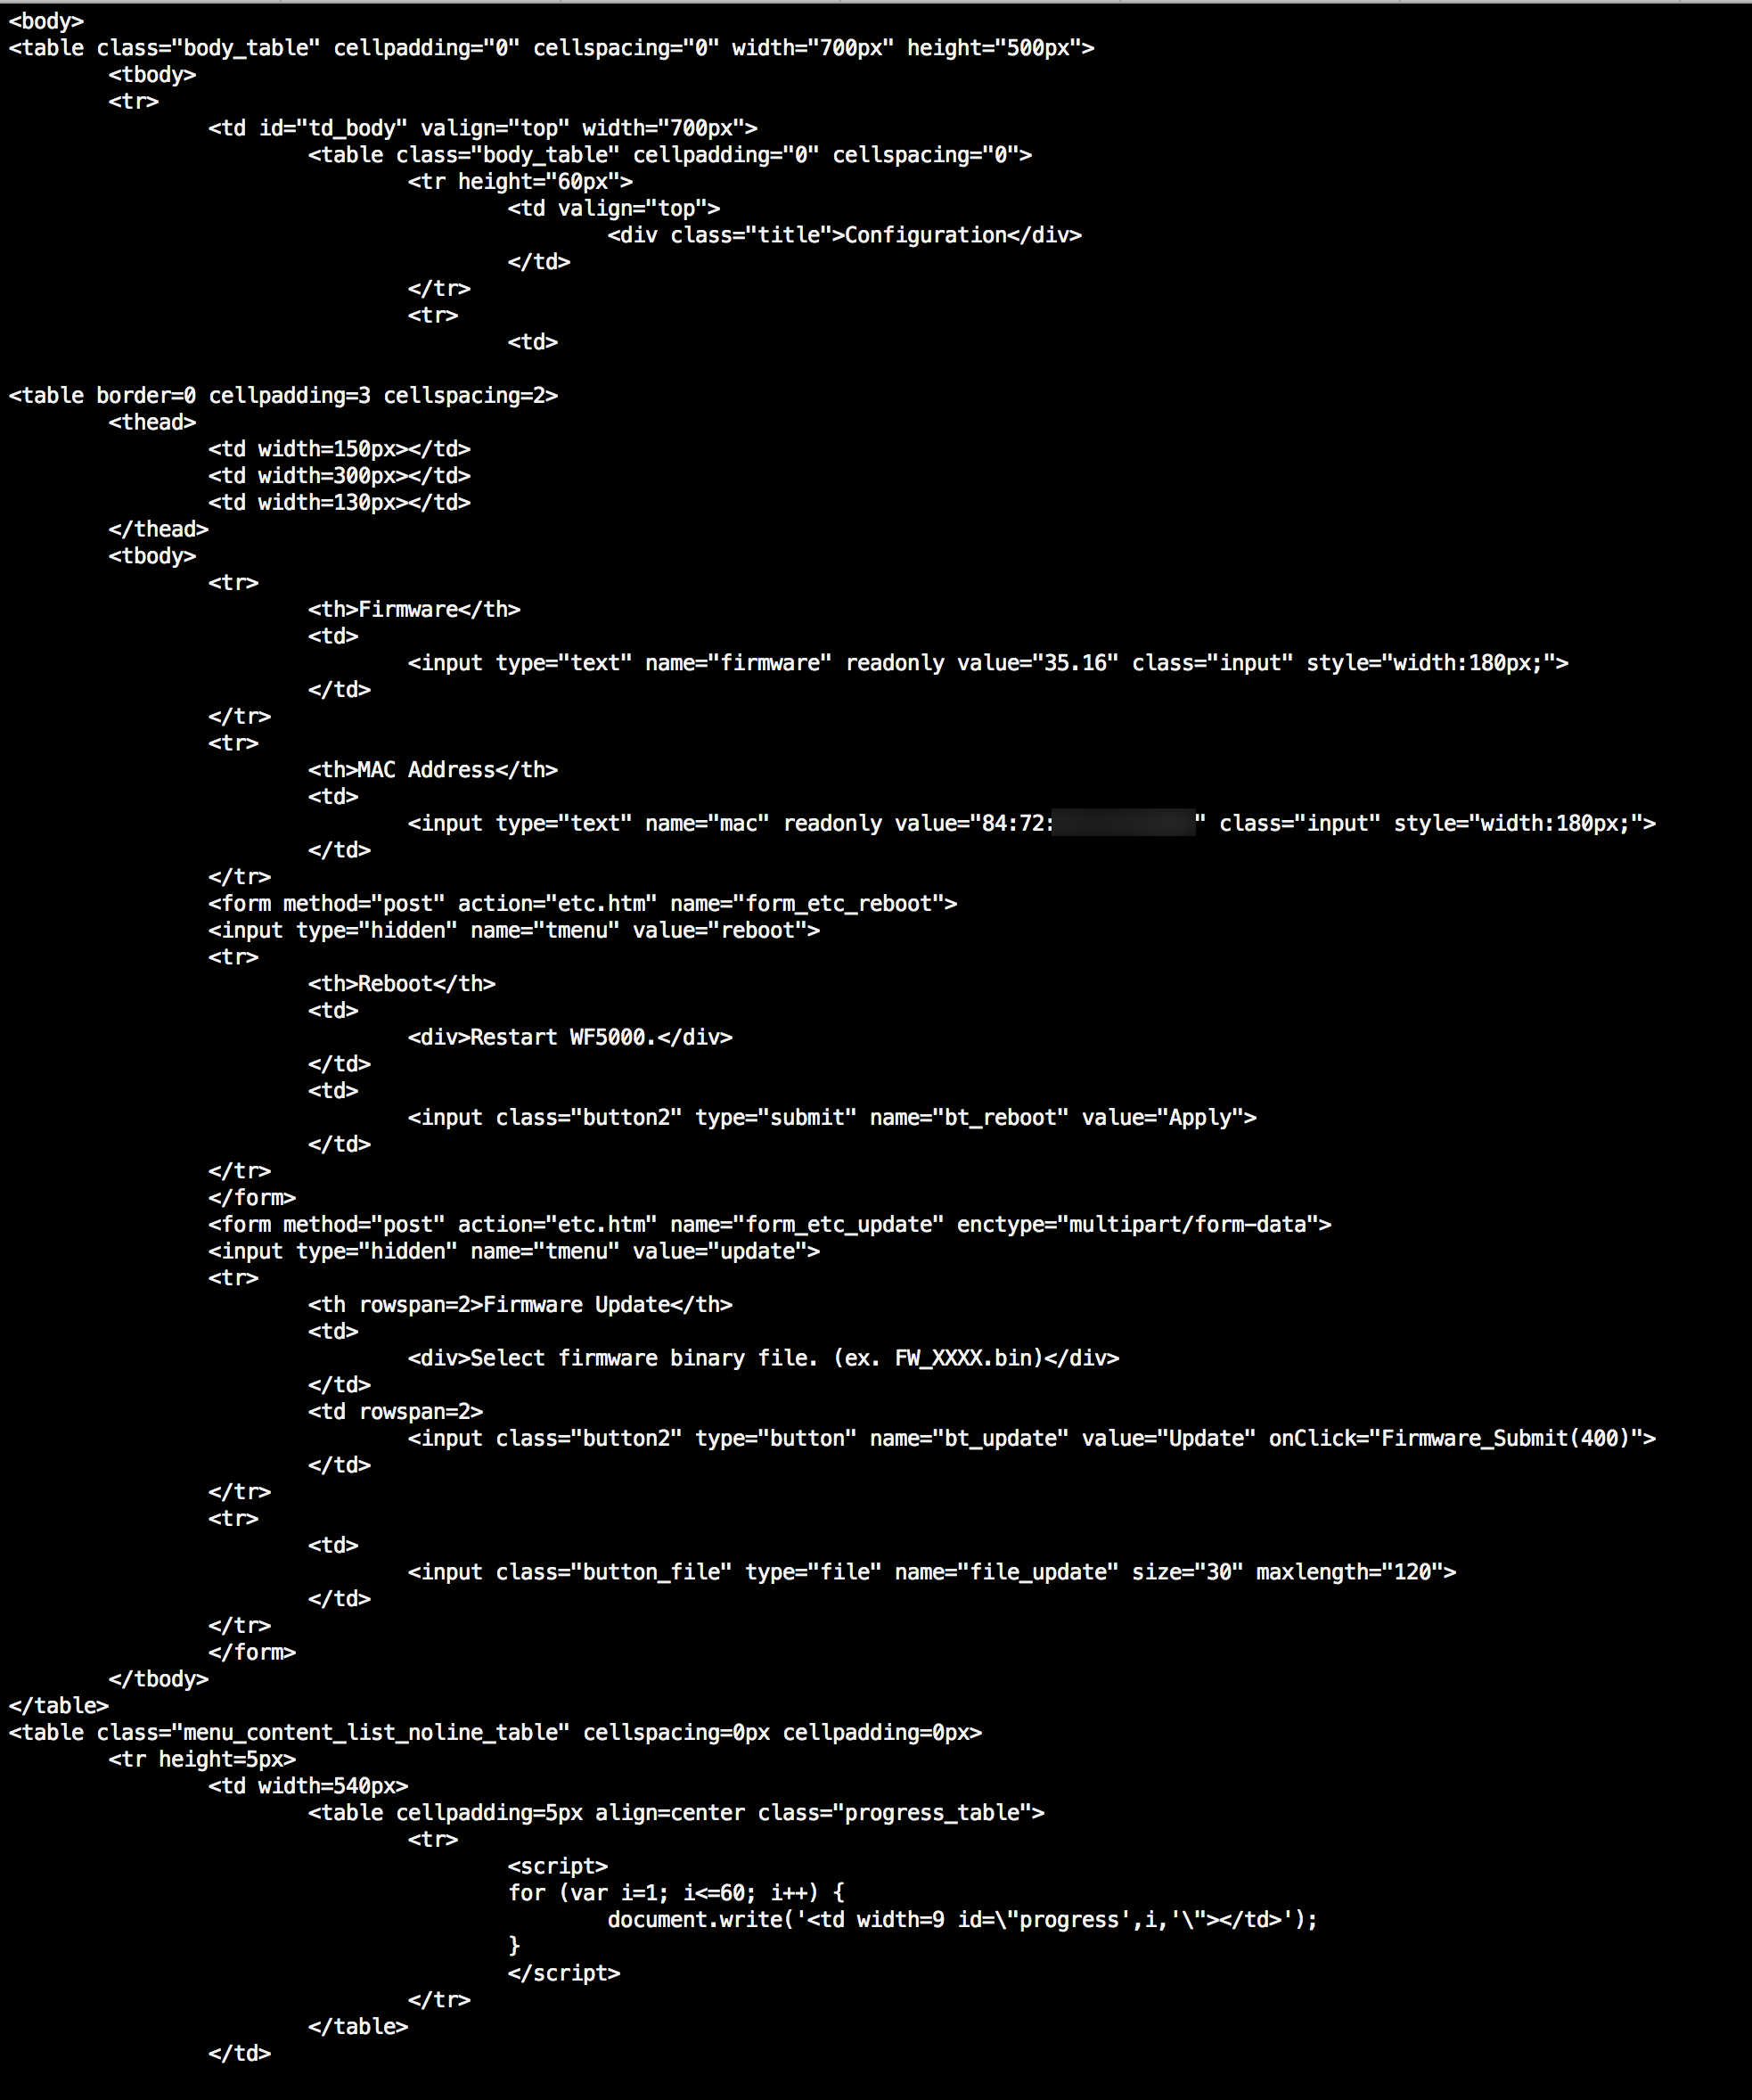 <body>
<table class="body_table" cellpadding="0" cellspacing="0" width="700px" height="500px">
        <tbody>
        <tr>
                <td id="td_body" valign="top" width="700px">
                        <table class="body_table" cellpadding="0" cellspacing="0">
                                <tr height="60px">
                                        <td valign="top">
                                                <div class="title">Configuration</div>
                                        </td>
                                </tr>
                                <tr>
                                        <td>

<table border=0 cellpadding=3 cellspacing=2>
        <thead>
                <td width=150px></td>
                <td width=300px></td>
                <td width=130px></td>
        </thead>
        <tbody>
                <tr>
                        <th>Firmware</th>
                        <td>
                                <input type="text" name="firmware" readonly value="35.16" class="input" style="width:180px;">
                        </td>
                </tr>
                <tr>
                        <th>MAC Address</th>
                        <td>
                                <input type="text" name="mac" readonly value="84:72:" class="input" style="width:180px;">
                        </td>
                </tr>
                <form method="post" action="etc.htm" name="form_etc_reboot">
                <input type="hidden" name="tmenu" value="reboot">
                <tr>
                        <th>Reboot</th>
                        <td>
                                <div>Restart WF5000.</div>
                        </td>
                        <td>
                                <input class="button2" type="submit" name="bt_reboot" value="Apply">
                        </td>
                </tr>
                </form>
                <form method="post" action="etc.htm" name="form_etc_update" enctype="multipart/form-data">
                <input type="hidden" name="tmenu" value="update">
                <tr>
                        <th rowspan=2>Firmware Update</th>
                        <td>
                                <div>Select firmware binary file. (ex. FW_XXXX.bin)</div>
                        </td>
                        <td rowspan=2>
                                <input class="button2" type="button" name="bt_update" value="Update" onClick="Firmware_Submit(400)">
                        </td>
                </tr>
                <tr>
                        <td>
                                <input class="button_file" type="file" name="file_update" size="30" maxlength="120">
                        </td>
                </tr>
                </form>
        </tbody>
</table>
<table class="menu_content_list_noline_table" cellspacing=0px cellpadding=0px>
        <tr height=5px>
                <td width=540px>
                        <table cellpadding=5px align=center class="progress_table">
                                <tr>
                                        <script>
                                        for (var i=1; i<=60; i++) {
                                                document.write('<td width=9 id=\"progress',i,'\"></td>');
                                        }
                                        </script>
                                </tr>
                        </table>
                </td>